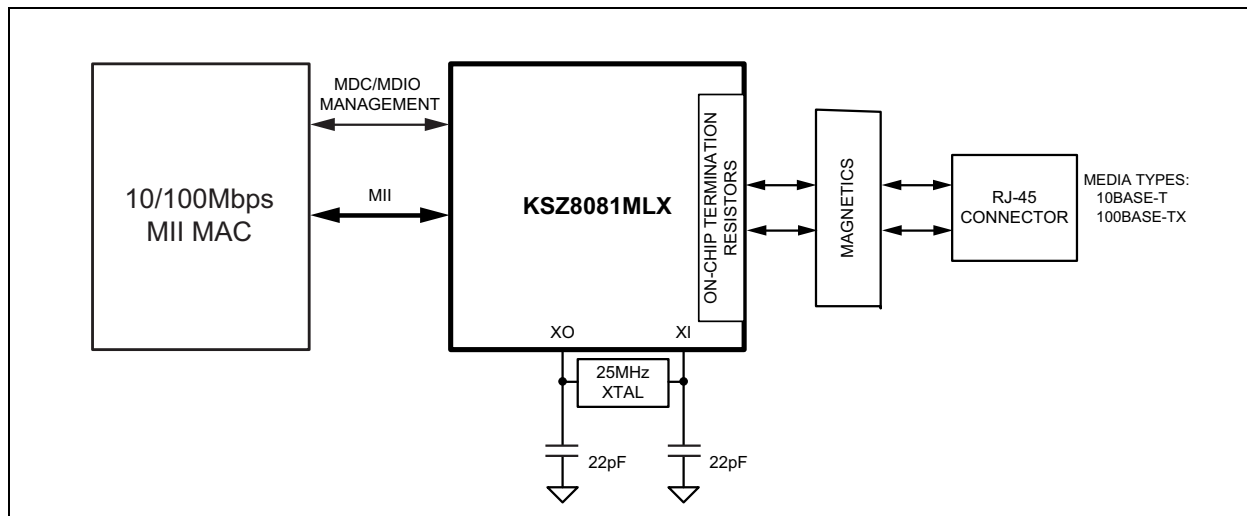 MDC/MDIO
MANAGEMENT
10/100Mbps
MII MAC
MII
KSZ8081MLX
ON-CHIP TERMINATION
RESISTORS
MAGNETICS
RJ-45
CONNECTOR
MEDIA TYPES:
10BASE-T
100BASE-TX
XO
XI
25MHz
XTAL
22pF
22pF